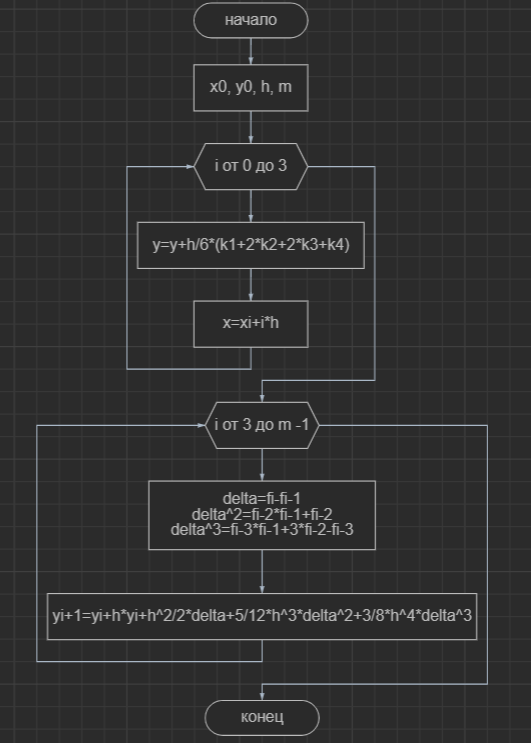 начало
x0, y0, h, m
i от 0 до 3
y=y+h/6*(k1+2*k2+2*k3+k4)
x=xi+i*h
i от 3 до m -1
delta=fi-fi-1
delta^2=fi-2*fi-1+fi-2
delta^3=fi-3*fi-1+3*fi-2-fi-3
yi+1=yi+h*yi+h^2/2*delta+5/12*h^3*delta^2+3/8*h^4*delta^3
конец